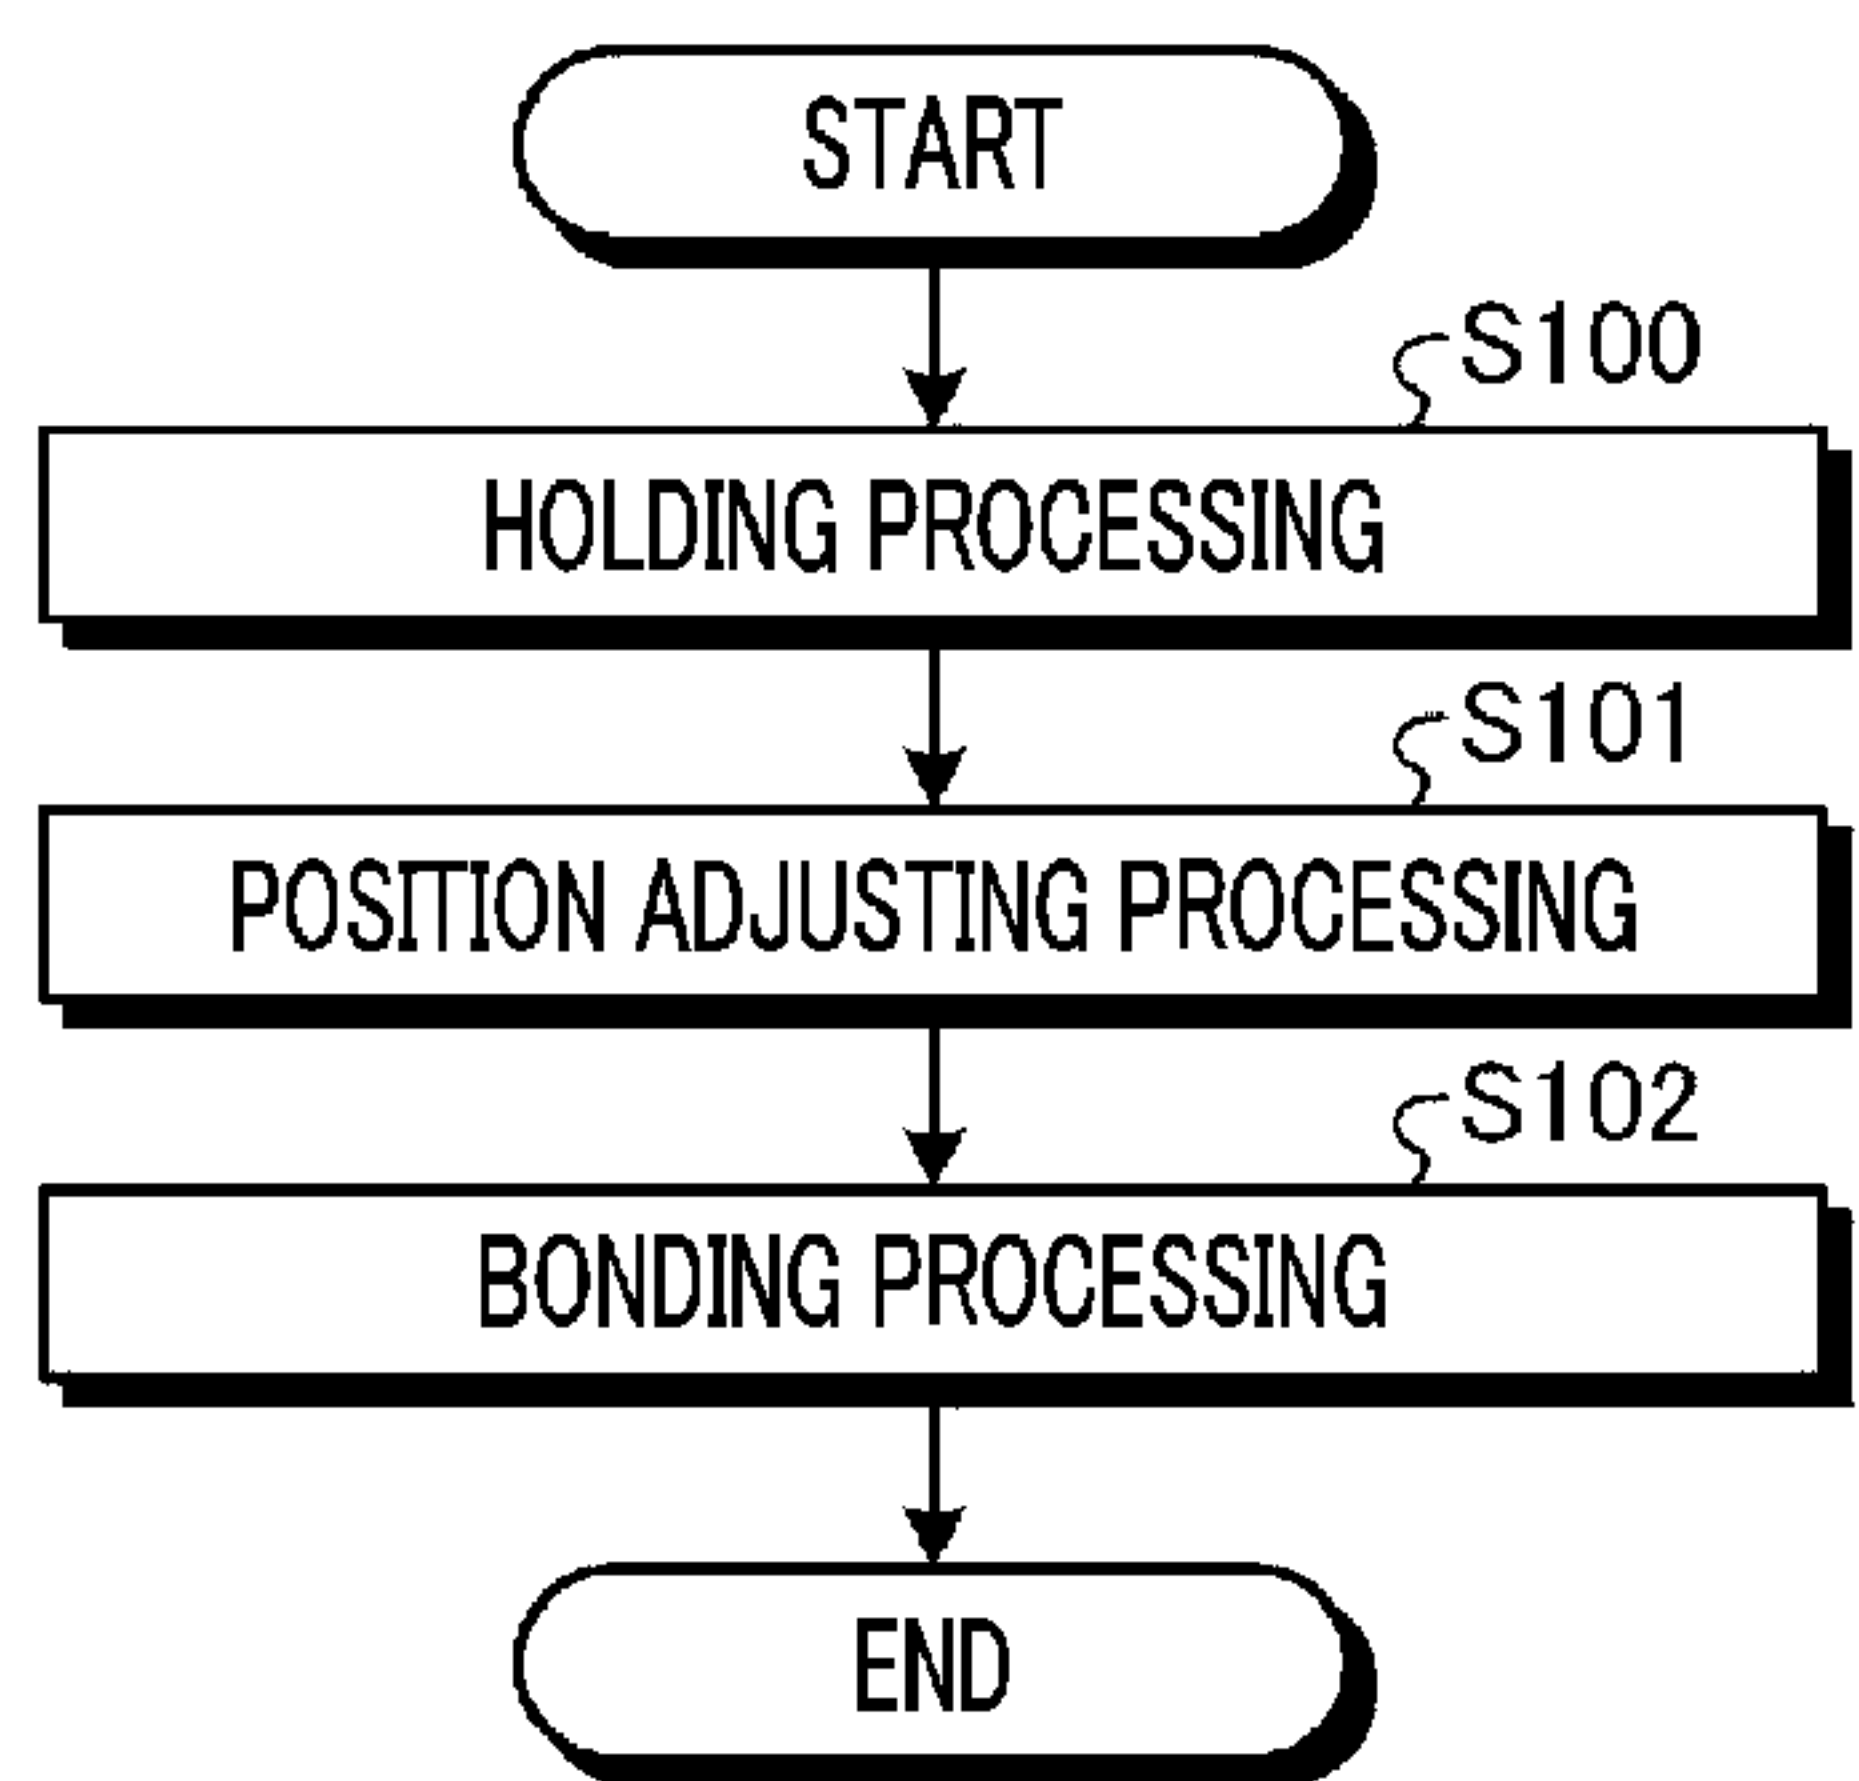 START
S100
HOLDING PROCESSING
S101
POSITION ADJUSTING PROCESSING
S102
BONDING PROCESSING
END